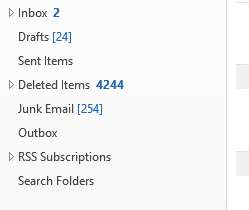 Inbox 2
Drafts [24]
Sent Items
Deleted Items 4244
Junk Email [254]
Outbox
RSS Subscriptions
Search Folders